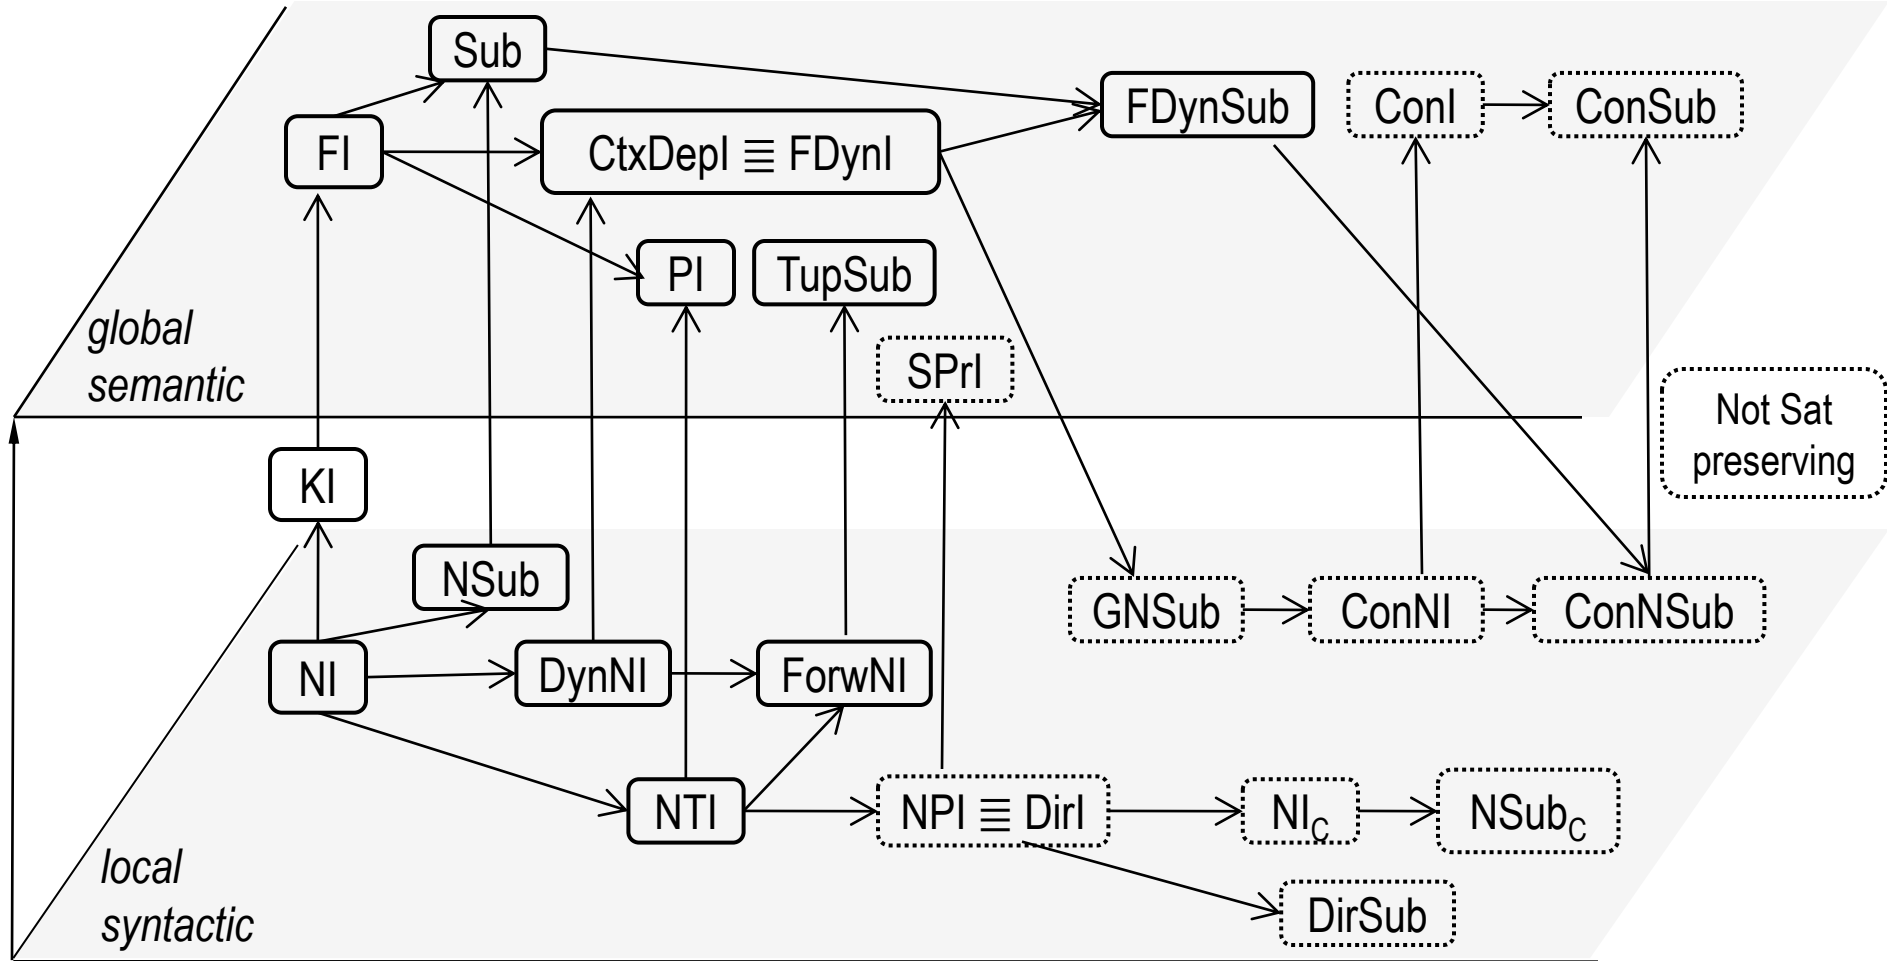 Sub
FDynSub
ConI
ConSub
FI
CtxDepI ≡ FDynI
PI
TupSub
global
semantic
SPrI
Not Sat
preserving
KI
NSub
GNSub
ConNI
ConNSub
NI
DynNI
ForwNI
NTI
NPI ≡ DirI
NI_C
NSub_C
local
syntactic
DirSub